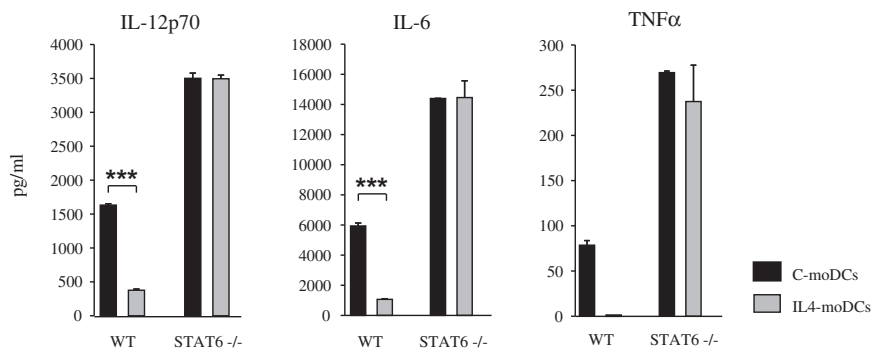 IL-12p70
4000
3500
3000
2500
2000
1500
1000
500
0
pg/ml
***
WT
STAT6 -/-
IL-6
18000
16000
14000
12000
10000
8000
6000
4000
2000
0
***
WT
STAT6 -/-
TNFα
300
250
200
150
100
50
0
WT
STAT6 -/-
C-moDCs
IL4-moDCs